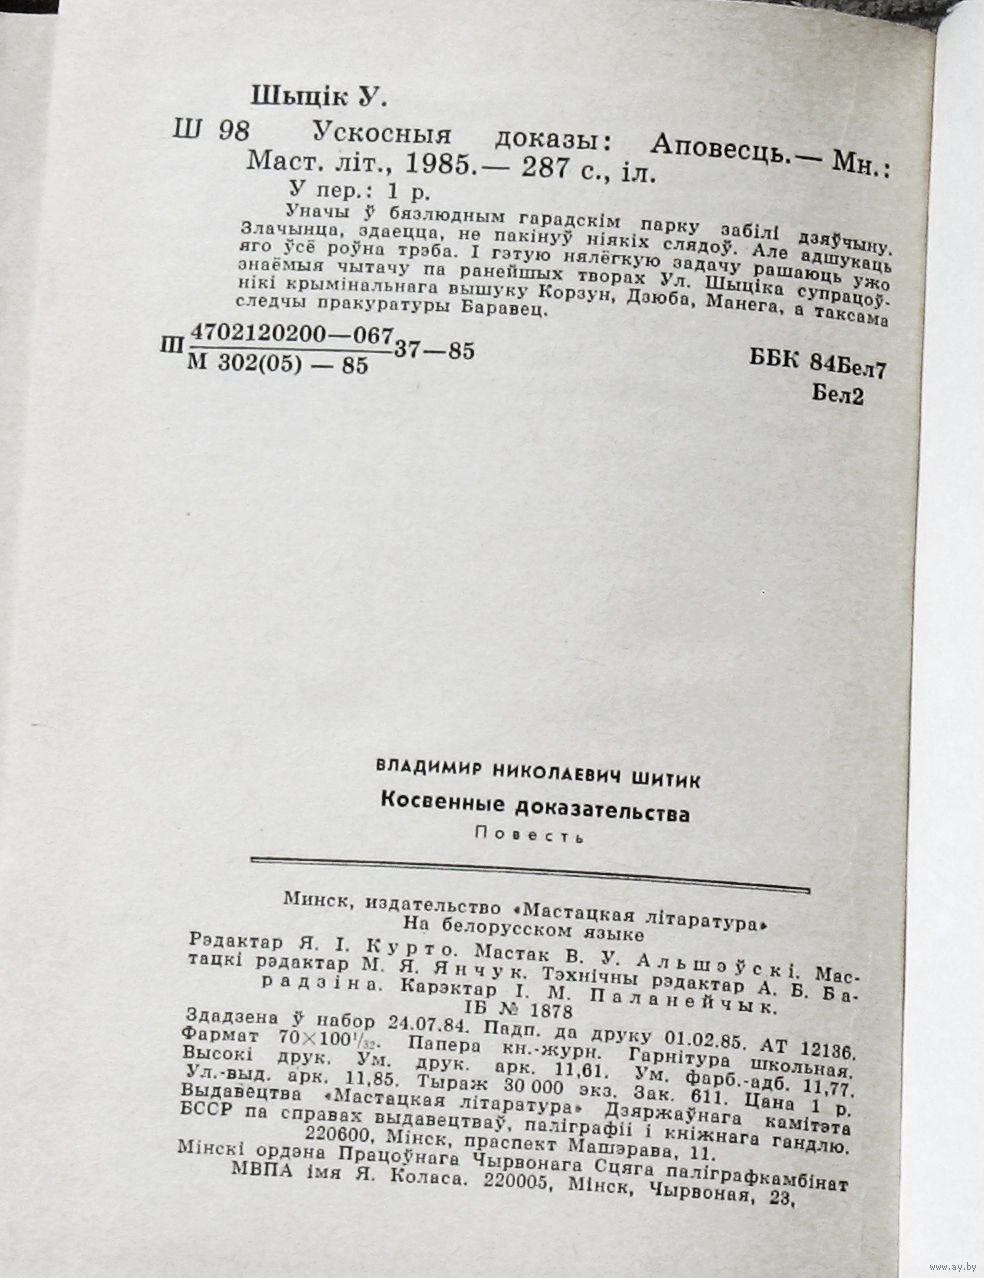 Шыцік У.
Ш 98 Ускосныя доказы: Аповесць.— Мн.:
Маст. літ., 1985.— 287 с., іл.
У пер.: 1 р.
Уначы ў бязлюдным гарадскім парку забілі дзяўчыну.
Злачынца, здаецца, не пакінуў ніякіх слядоў. Але адшукаць
яго ўсё роўна трэба. І гэтую нялёгкую задачу рашаюць ужо
знаёмыя чытачу па ранейшых творах Ул. Шыціка супрацоў-
нікі крымінальнага вышуку Корзун, Дзюба, Манега, а таксама
следчы пракуратуры Баравец.
Ш 4702120200—067 37—85
М 302(05) — 85
ББК 84Бел7
Бел2
ВЛАДИМИР НИКОЛАЕВИЧ ШИТИК
Косвенные доказательства
Повесть
Минск, издательство «Мастацкая літаратура»
На белорусском языке
Рэдактар Я. І. Курто. Мастак В. У. Альшэўскі. Мас-
тацкі рэдактар М. Я. Янчук. Тэхнічны рэдактар А. Б. Ба-
радзіна. Карэктар І. М. Паланейчык.
ІБ № 1878
Здадзена ў набор 24.07.84. Падп. да друку 01.02.85. АТ 12136.
Фармат 70×100¹/₃₂. Папера кн.-журн. Гарнітура школьная.
Высокі друк. Ум. друк. арк. 11,61. Ум. фарб.-адб. 11,77.
Ул.-выд. арк. 11,85. Тыраж 30 000 экз. Зак. 611. Цана 1 р.
Выдавецтва «Мастацкая літаратура» Дзяржаўнага камітэта
БССР па справах выдавецтваў, паліграфіі і кніжнага гандлю.
220600, Мінск, праспект Машэрава, 11.
Мінскі ордэна Працоўнага Чырвонага Сцяга паліграфкамбінат
МВПА імя Я. Коласа. 220005, Мінск, Чырвоная, 23,
www.ay.by